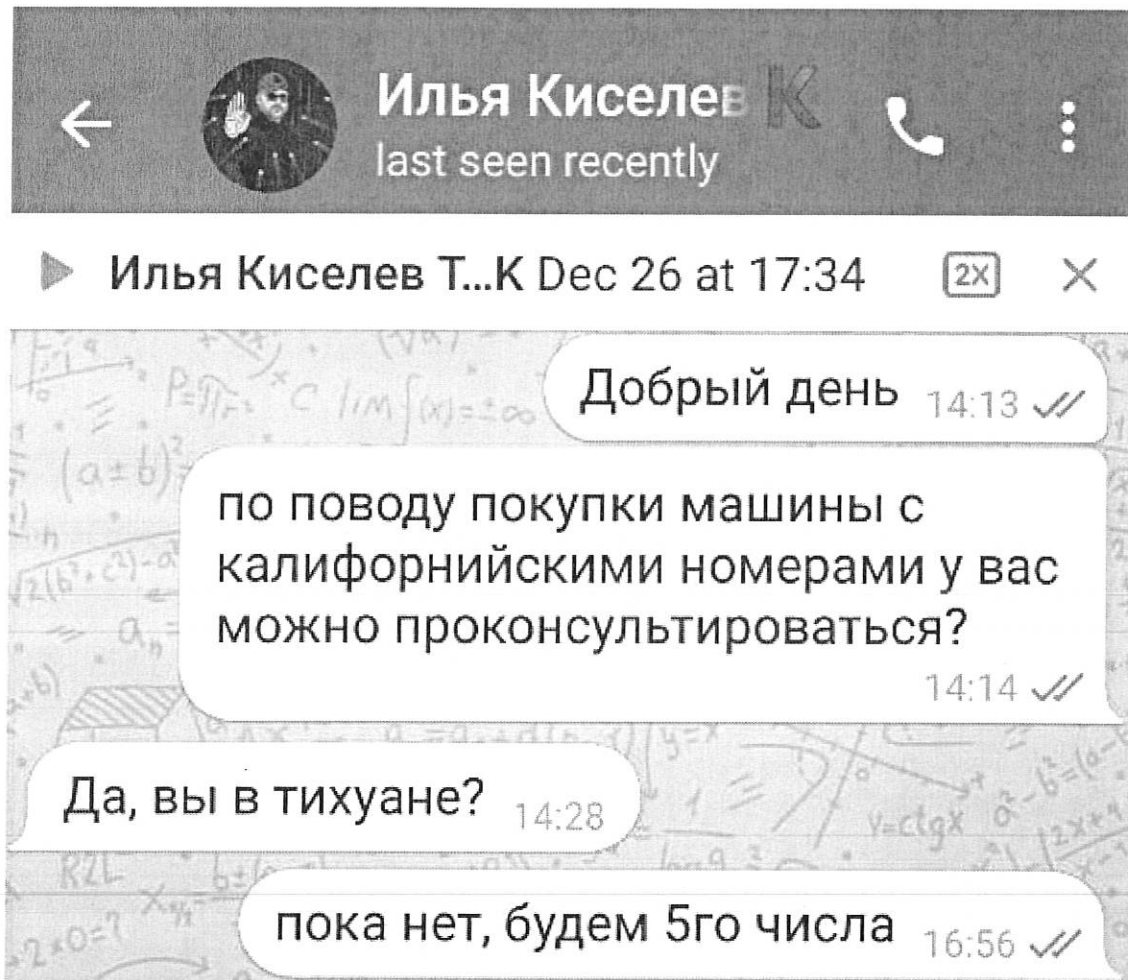 Илья Киселев K
last seen recently
Илья Киселев T...K Dec 26 at 17:34 2X
Добрый день 14:13
по поводу покупки машины с
калифорнийскими номерами у вас
можно проконсультироваться?
14:14
Да, вы в тихуане? 14:28
пока нет, будем 5го числа 16:56